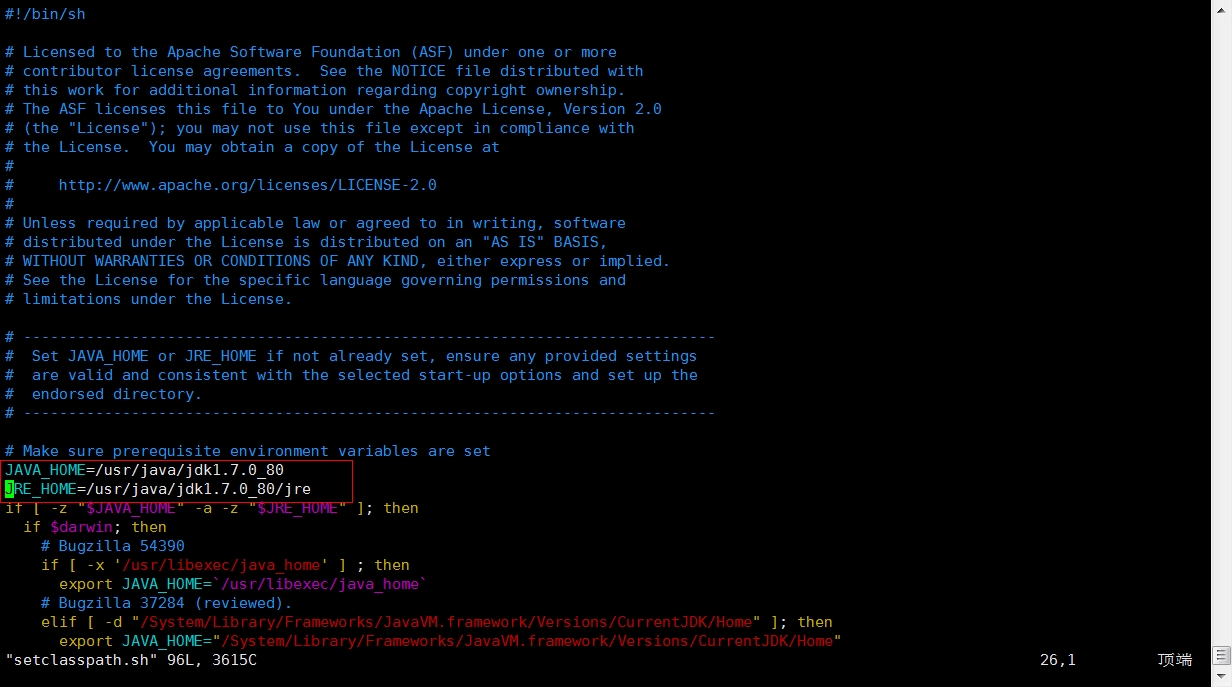 #!/bin/sh

# Licensed to the Apache Software Foundation (ASF) under one or more
# contributor license agreements.  See the NOTICE file distributed with
# this work for additional information regarding copyright ownership.
# The ASF licenses this file to You under the Apache License, Version 2.0
# (the "License"); you may not use this file except in compliance with
# the License.  You may obtain a copy of the License at
#
#     http://www.apache.org/licenses/LICENSE-2.0
#
# Unless required by applicable law or agreed to in writing, software
# distributed under the License is distributed on an "AS IS" BASIS,
# WITHOUT WARRANTIES OR CONDITIONS OF ANY KIND, either express or implied.
# See the License for the specific language governing permissions and
# limitations under the License.

# -----------------------------------------------------------------------------
#  Set JAVA_HOME or JRE_HOME if not already set, ensure any provided settings
#  are valid and consistent with the selected start-up options and set up the
#  endorsed directory.
# -----------------------------------------------------------------------------

# Make sure prerequisite environment variables are set
JAVA_HOME=/usr/java/jdk1.7.0_80
JRE_HOME=/usr/java/jdk1.7.0_80/jre
if [ -z "$JAVA_HOME" -a -z "$JRE_HOME" ]; then
  if $darwin; then
    # Bugzilla 54390
    if [ -x '/usr/libexec/java_home' ] ; then
      export JAVA_HOME=`/usr/libexec/java_home`
    # Bugzilla 37284 (reviewed).
    elif [ -d "/System/Library/Frameworks/JavaVM.framework/Versions/CurrentJDK/Home" ]; then
      export JAVA_HOME="/System/Library/Frameworks/JavaVM.framework/Versions/CurrentJDK/Home"
"setclasspath.sh" 96L, 3615C 26,1 顶端